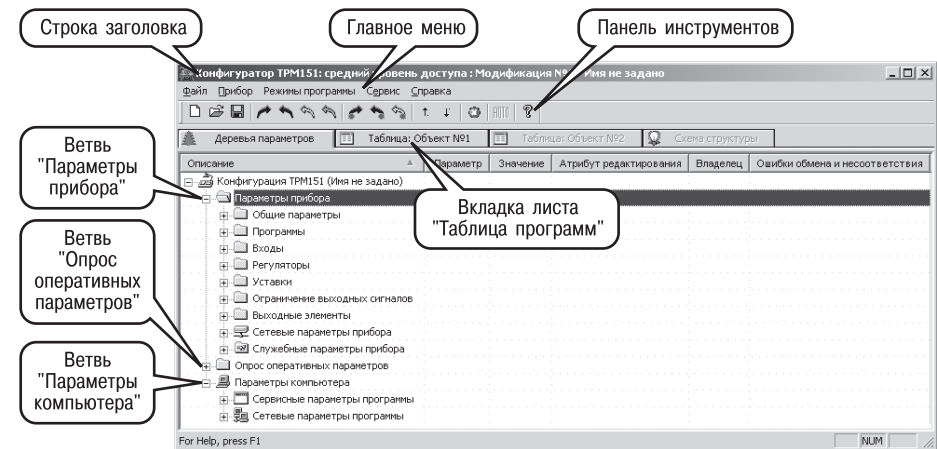 Строка заголовка
Главное меню
Панель инструментов
Конфигуратор ТРМ151: средний уровень доступа : Модификация Имя не задано
Файл Прибор Режимы программы Сервис Справка
AUTO
Деревья параметров Таблица: Объект №1 Таблица: Объект №2 Схема структуры
Описание Параметр Значение Атрибут редактирования Владелец Ошибки обмена и несоответствия
Конфигурация ТРМ151 (Имя не задано)
Параметры прибора
Общие параметры
Программы
Входы
Регуляторы
Уставки
Ограничение выходных сигналов
Выходные элементы
Сетевые параметры прибора
Служебные параметры прибора
Опрос оперативных параметров
Параметры компьютера
Сервисные параметры программы
Сетевые параметры программы
For Help, press F1
NUM
Ветвь
"Параметры
прибора"
Ветвь
"Опрос
оперативных
параметров"
Ветвь
"Параметры
компьютера"
Вкладка листа
"Таблица программ"